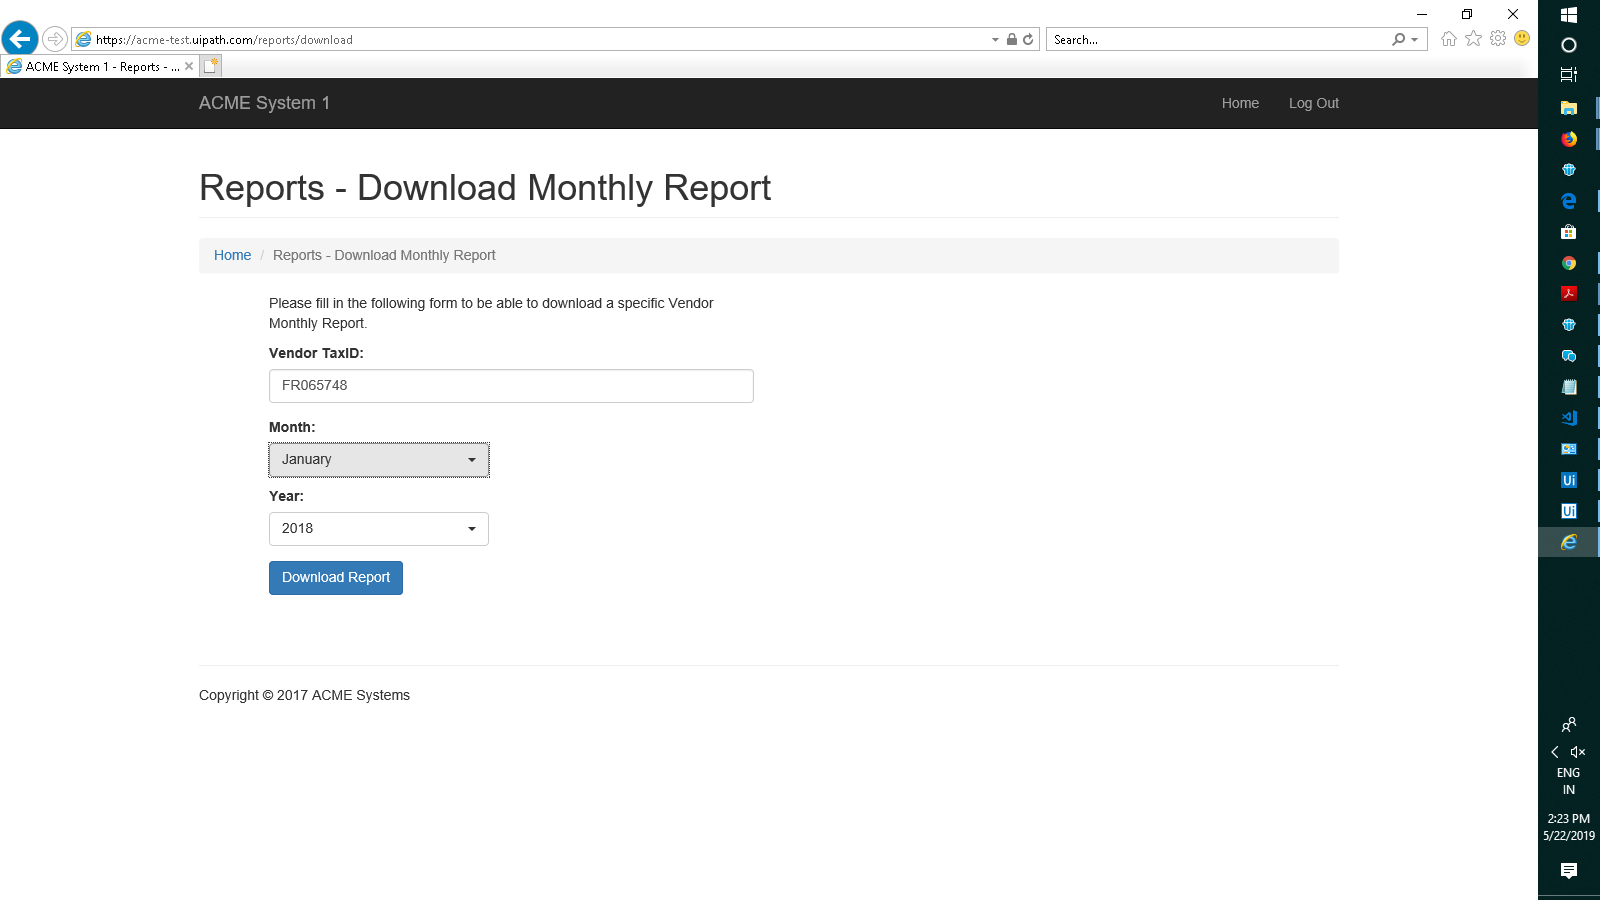 https://acme-test.uipath.com/reports/download
Search...
ACME System 1 - Reports - ...
ACME System 1
Home
Log Out
Reports - Download Monthly Report
Home / Reports - Download Monthly Report
Please fill in the following form to be able to download a specific Vendor
Monthly Report.
Vendor TaxID:
FR065748
Month:
January
Year:
2018
Download Report
Copyright © 2017 ACME Systems
Ui
Ui
ENG
IN
2:23 PM
5/22/2019